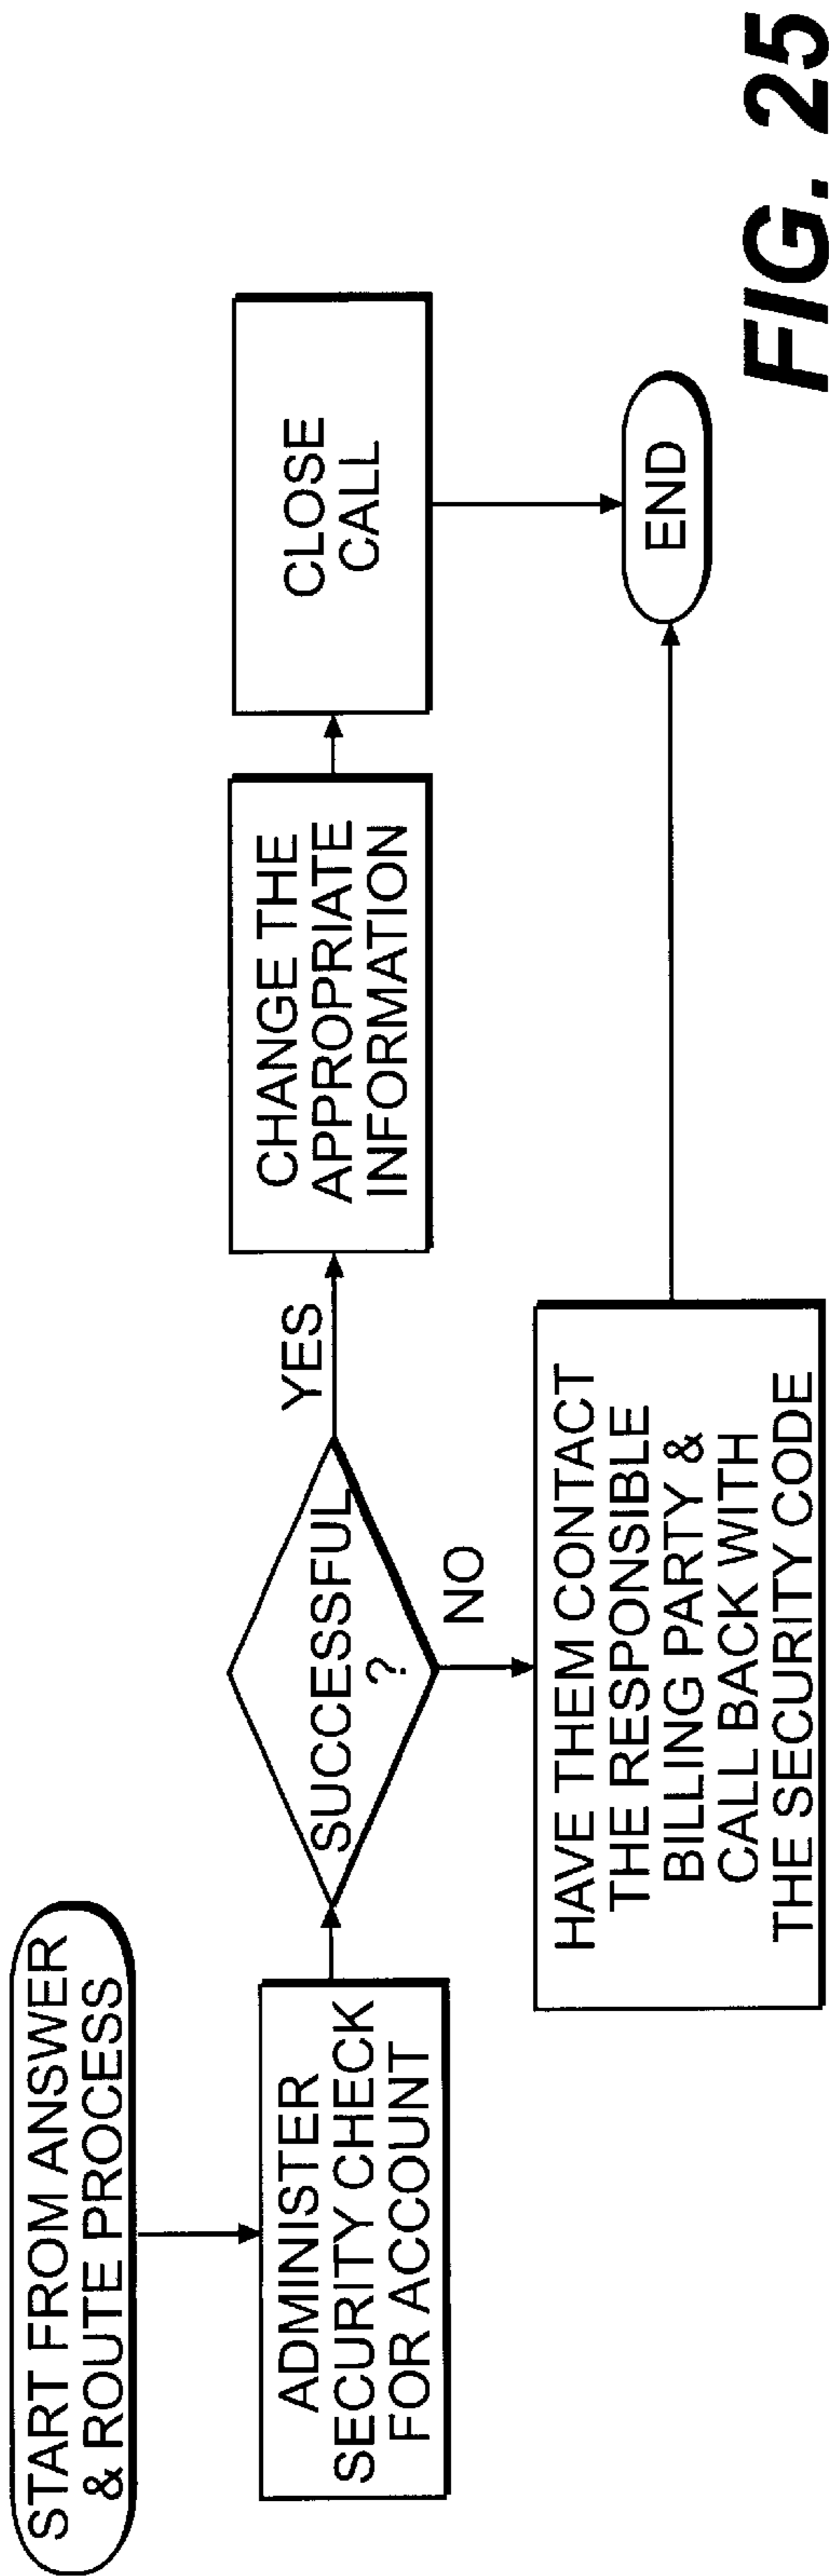 START FROM ANSWER
& ROUTE PROCESS
ADMINISTER
SECURITY CHECK
FOR ACCOUNT
SUCCESSFUL
?
YES
CHANGE THE
APPROPRIATE
INFORMATION
CLOSE
CALL
NO
HAVE THEM CONTACT
THE RESPONSIBLE
BILLING PARTY &
CALL BACK WITH
THE SECURITY CODE
END
FIG. 25